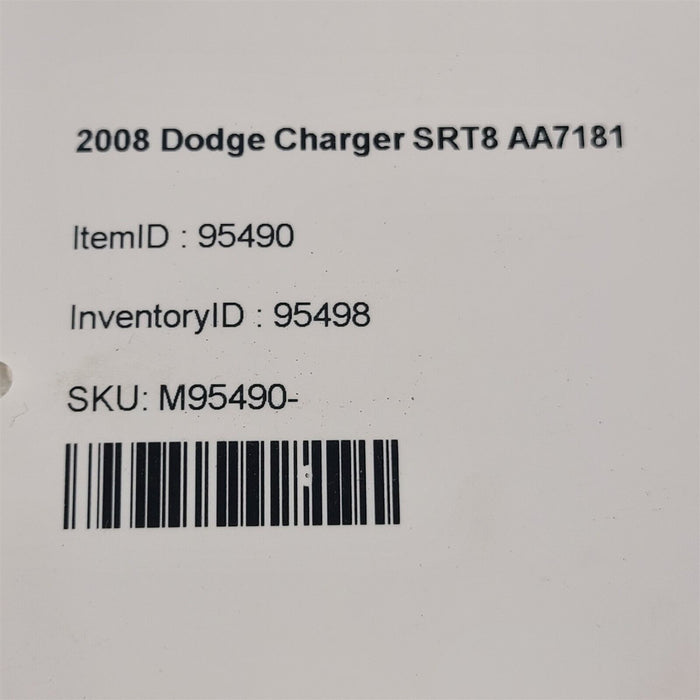 2008 Dodge Charger SRT8 AA7181
ItemID : 95490
InventoryID : 95498
SKU: M95490-